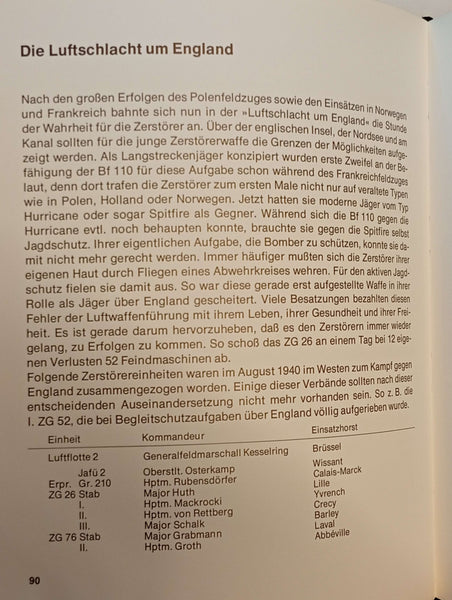 Die Luftschlacht um England
Nach den großen Erfolgen des Polenfeldzuges sowie den Einsätzen in Norwegen
und Frankreich bahnte sich nun in der »Luftschlacht um England« die Stunde
der Wahrheit für die Zerstörer an. Über der englischen Insel, der Nordsee und am
Kanal sollten für die junge Zerstörerwaffe die Grenzen der Möglichkeiten aufge-
zeigt werden. Als Langstreckenjäger konzipiert wurden erste Zweifel an der Be-
fähigung der Bf 110 für diese Aufgabe schon während des Frankreichfeldzuges
laut, denn dort trafen die Zerstörer zum ersten Male nicht nur auf veraltete Typen
wie in Polen, Holland oder Norwegen. Jetzt hatten sie moderne Jäger vom Typ
Hurricane oder sogar Spitfire als Gegner. Während sich die Bf 110 gegen die
Hurricane evtl. noch behaupten konnte, brauchte sie gegen die Spitfire selbst
Jagdschutz. Ihrer eigentlichen Aufgabe, die Bomber zu schützen, konnte sie da-
mit nicht mehr gerecht werden. Immer häufiger mußten sich die Zerstörer ihrer
eigenen Haut durch Fliegen eines Abwehrkreises wehren. Für den aktiven Jagd-
schutz fielen sie damit aus. So war diese gerade erst aufgestellte Waffe in ihrer
Rolle als Jäger über England gescheitert. Viele Besatzungen bezahlten diesen
Fehler der Luftwaffenführung mit ihrem Leben, ihrer Gesundheit und ihrer Frei-
heit. Es ist gerade darum hervorzuheben, daß es den Zerstörern immer wieder
gelang, zu Erfolgen zu kommen. So schoß das ZG 26 an einem Tag bei 12 eige-
nen Verlusten 52 Feindmaschinen ab.
Folgende Zerstörereinheiten waren im August 1940 im Westen zum Kampf gegen
England zusammengezogen worden. Einige dieser Verbände sollten nach dieser
entscheidenden Auseinandersetzung nicht mehr vorhanden sein. So z. B. die
I. ZG 52, die bei Begleitschutzaufgaben über England völlig aufgerieben wurde.
Einheit Kommandeur Einsatzhorst
Luftflotte 2 Generalfeldmarschall Kesselring Brüssel
Jafü 2 Oberstlt. Osterkamp Wissant
Erpr. Gr. 210 Hptm. Rubensdörfer Calais-Marck
ZG 26 Stab Major Huth Lille
I. Hptm. Mackrocki Yvrench
II. Hptm. von Rettberg Crecy
III. Major Schalk Barley
ZG 76 Stab Major Grabmann Laval
II. Hptm. Groth Abbéville
90